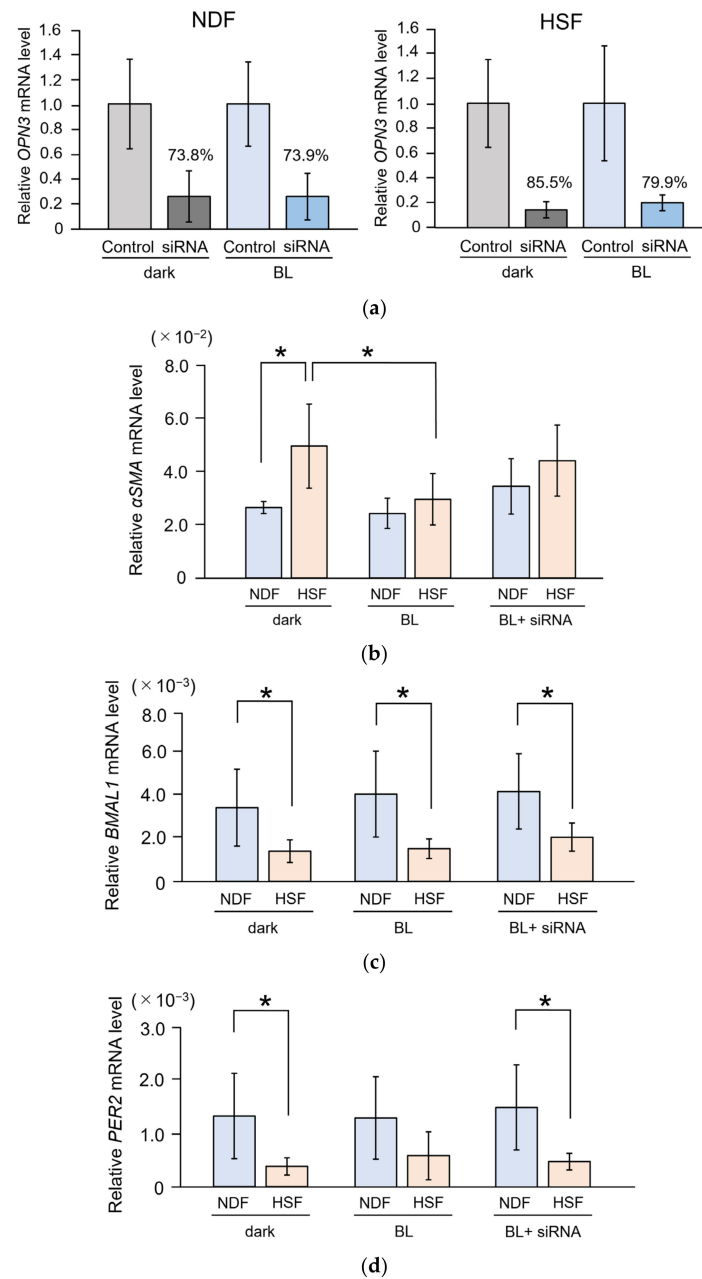 NDF
HSF
Relative OPN3 mRNA level
1.6
1.4
1.2
1.0
0.8
0.6
0.4
0.2
0
73.8%
73.9%
Control siRNA Control siRNA
dark BL
Relative OPN3 mRNA level
1.6
1.4
1.2
1.0
0.8
0.6
0.4
0.2
0
85.5%
79.9%
Control siRNA Control siRNA
dark BL
(a)
(×10⁻²)
Relative αSMA mRNA level
8.0
6.0
4.0
2.0
0
* *
NDF HSF NDF HSF NDF HSF
dark BL BL+ siRNA
(b)
(×10⁻³)
Relative BMAL1 mRNA level
8.0
6.0
4.0
2.0
0
* * *
NDF HSF NDF HSF NDF HSF
dark BL BL+ siRNA
(c)
(×10⁻³)
Relative PER2 mRNA level
3.0
2.0
1.0
0
* *
NDF HSF NDF HSF NDF HSF
dark BL BL+ siRNA
(d)